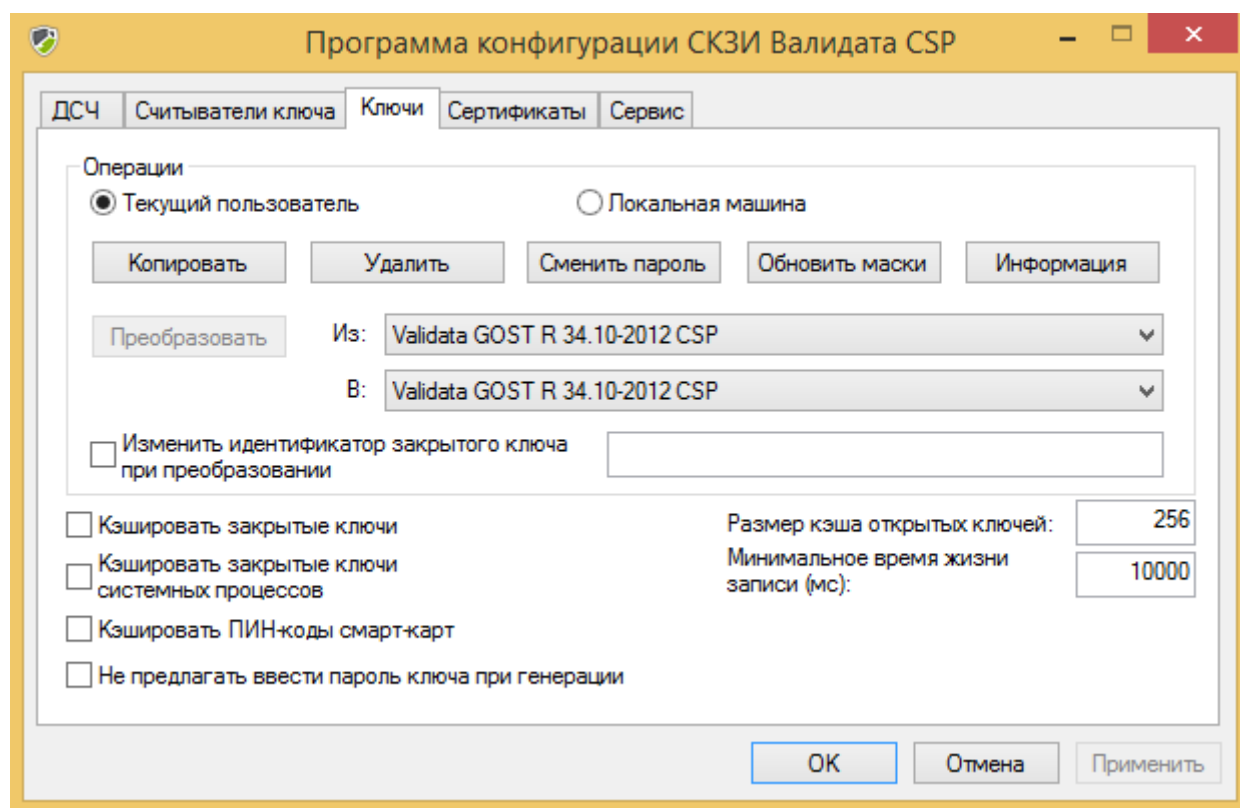 Программа конфигурации СКЗИ Валидата CSP
ДСЧ Считыватели ключа Ключи Сертификаты Сервис
Операции
Текущий пользователь Локальная машина
Копировать Удалить Сменить пароль Обновить маски Информация
Преобразовать Из: Validata GOST R 34.10-2012 CSP
В: Validata GOST R 34.10-2012 CSP
Изменить идентификатор закрытого ключа
при преобразовании
Кэшировать закрытые ключи
Размер кэша открытых ключей: 256
Кэшировать закрытые ключи
системных процессов
Минимальное время жизни
записи (мс): 10000
Кэшировать ПИН-коды смарт-карт
Не предлагать ввести пароль ключа при генерации
OK Отмена Применить